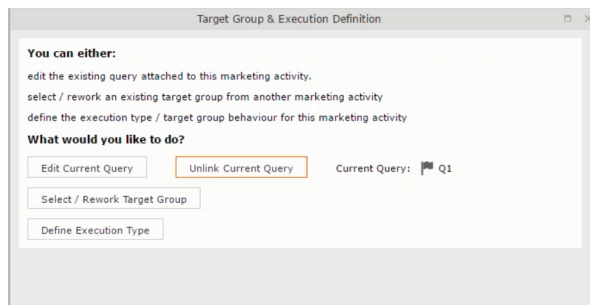 Target Group & Execution Definition
You can either:
edit the existing query attached to this marketing activity.
select / rework an existing target group from another marketing activity
define the execution type / target group behaviour for this marketing activity
What would you like to do?
Edit Current Query Unlink Current Query Current Query: Q1
Select / Rework Target Group
Define Execution Type